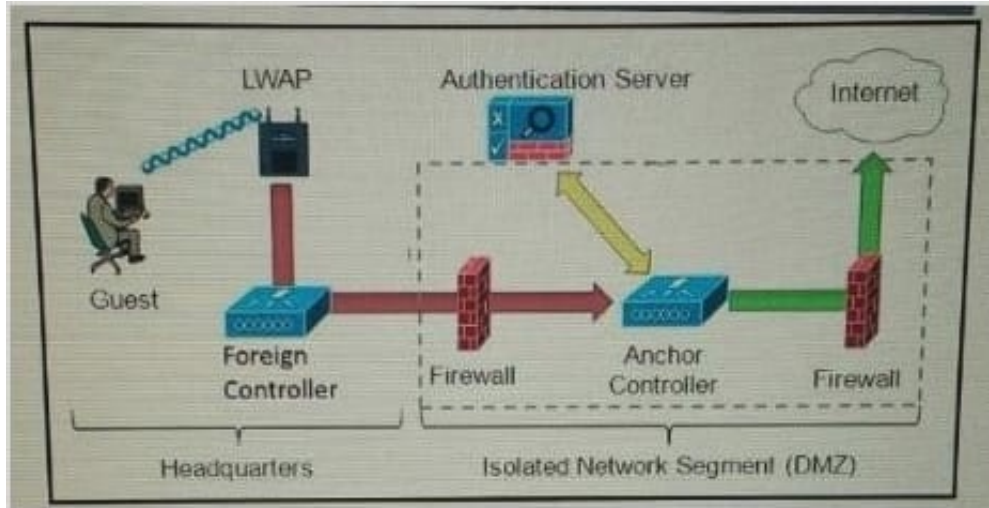 LWAP
Authentication Server
Internet
Guest
Foreign
Controller
Firewall
Anchor
Controller
Firewall
Headquarters
Isolated Network Segment (DMZ)